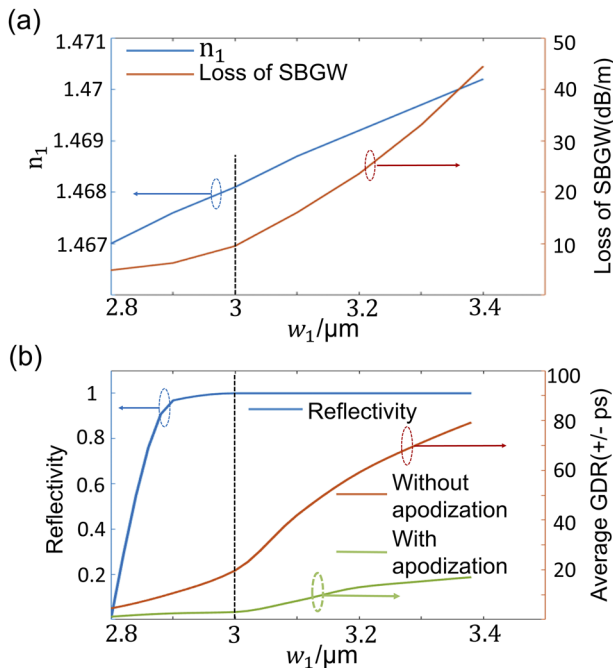 (a)
1.471
1.47
1.469
1.468
1.467
n₁
n₁
Loss of SBGW
50
40
30
20
10
Loss of SBGW(dB/m)
2.8
3
3.2
3.4
w₁/μm
(b)
1
0.8
0.6
0.4
0.2
Reflectivity
Reflectivity
Without
apodization
With
apodization
100
80
60
40
20
0
Average GDR(+/- ps)
2.8
3
3.2
3.4
w₁/μm